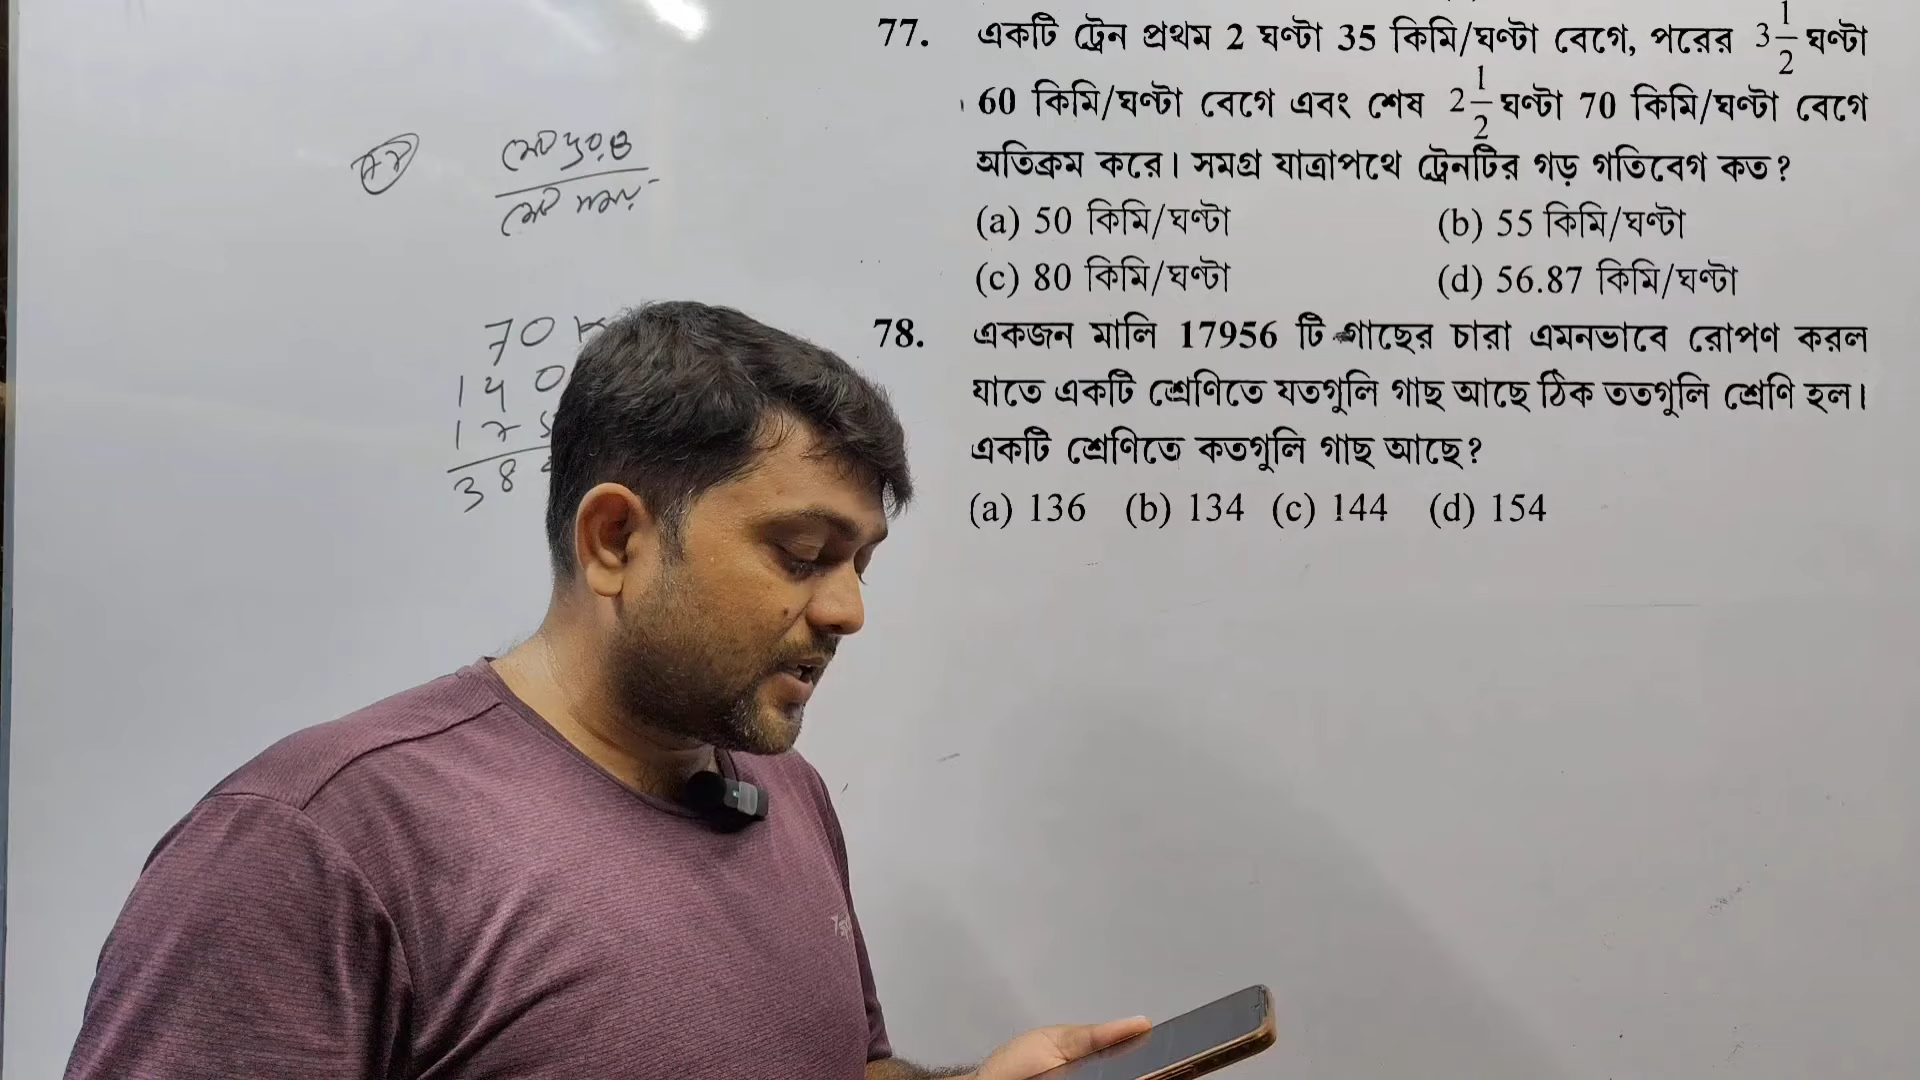 77. একটি ট্রেন প্রথম 2 ঘণ্টা 35 কিমি/ঘণ্টা বেগে, পরের 3 1/2 ঘণ্টা
60 কিমি/ঘণ্টা বেগে এবং শেষ 2 1/2 ঘণ্টা 70 কিমি/ঘণ্টা বেগে
অতিক্রম করে। সমগ্র যাত্রাপথে ট্রেনটির গড় গতিবেগ কত?
(a) 50 কিমি/ঘণ্টা (b) 55 কিমি/ঘণ্টা
(c) 80 কিমি/ঘণ্টা (d) 56.87 কিমি/ঘণ্টা
78. একজন মালি 17956 টি গাছের চারা এমনভাবে রোপণ করল
যাতে একটি শ্রেণিতে যতগুলি গাছ আছে ঠিক ততগুলি শ্রেণি হল।
একটি শ্রেণিতে কতগুলি গাছ আছে?
(a) 136 (b) 134 (c) 144 (d) 154
70
140
38